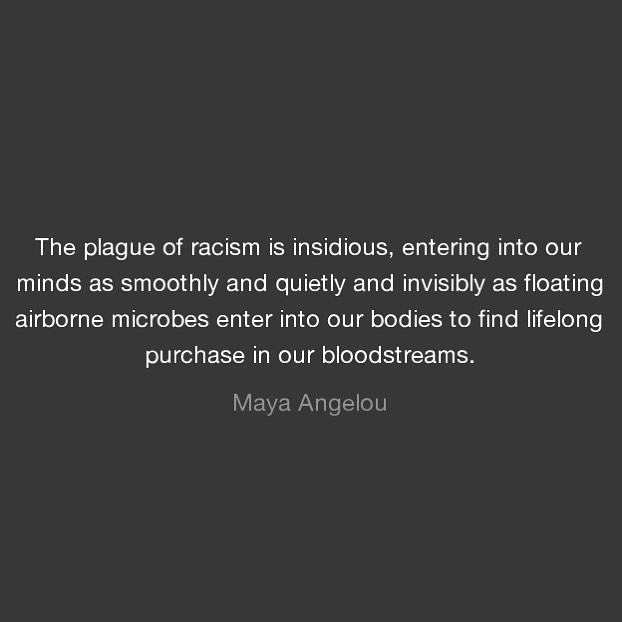 The plague of racism is insidious, entering into our
minds as smoothly and quietly and invisibly as floating
airborne microbes enter into our bodies to find lifelong
purchase in our bloodstreams.
Maya Angelou